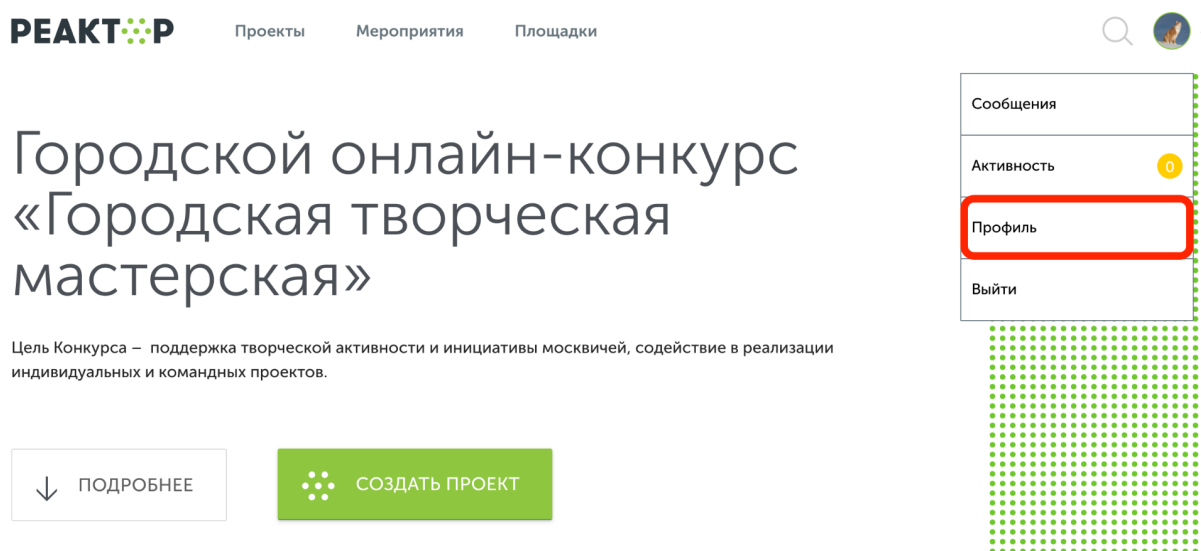 РЕАКТОР
Проекты
Мероприятия
Площадки
Сообщения
Активность
0
Профиль
Выйти
Городской онлайн-конкурс
«Городская творческая
мастерская»
Цель Конкурса – поддержка творческой активности и инициативы москвичей, содействие в реализации
индивидуальных и командных проектов.
ПОДРОБНЕЕ
СОЗДАТЬ ПРОЕКТ